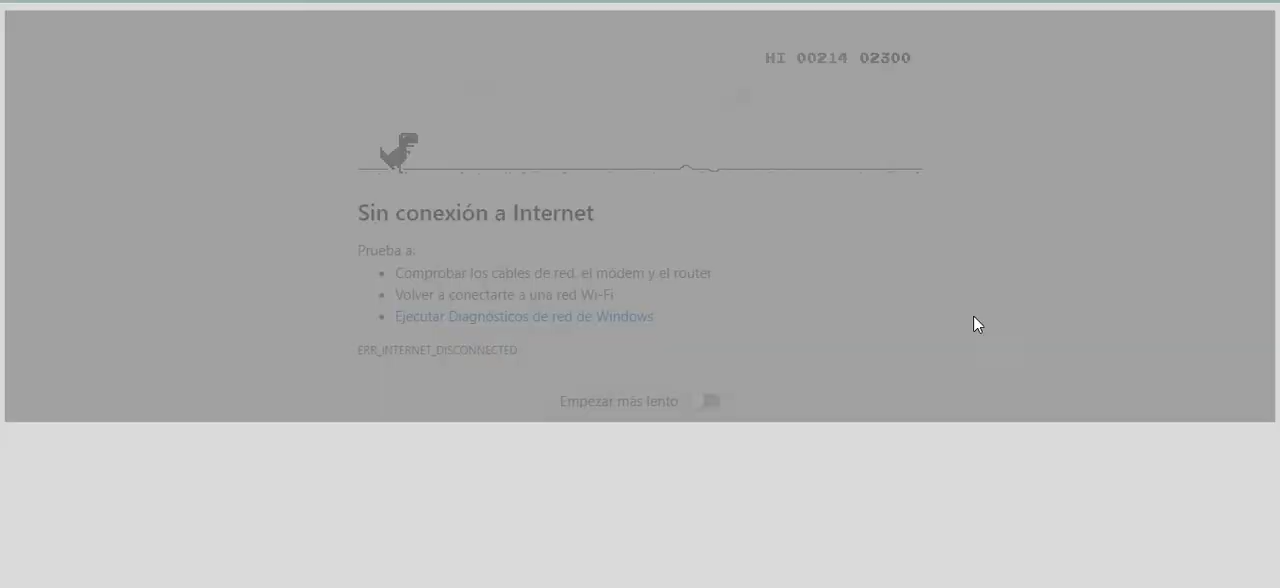 HI 00214 02300
Sin conexión a Internet
Prueba a:
Comprobar los cables de red, el módem y el router
Volver a conectarte a una red Wi-Fi
Ejecutar Diagnósticos de red de Windows
ERR_INTERNET_DISCONNECTED
Empezar más lento